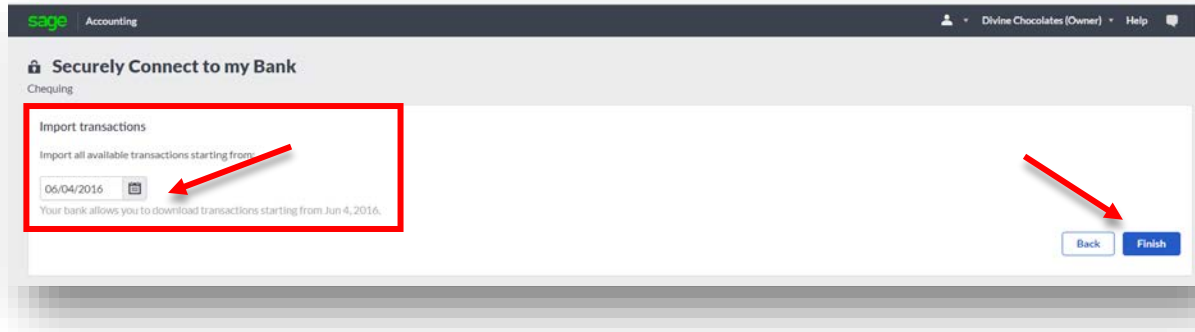 sage Accounting Divine Chocolates (Owner) Help
Securely Connect to my Bank
Chequing
Import transactions
Import all available transactions starting from:
06/04/2016
Your bank allows you to download transactions starting from Jun 4, 2016.
Back Finish